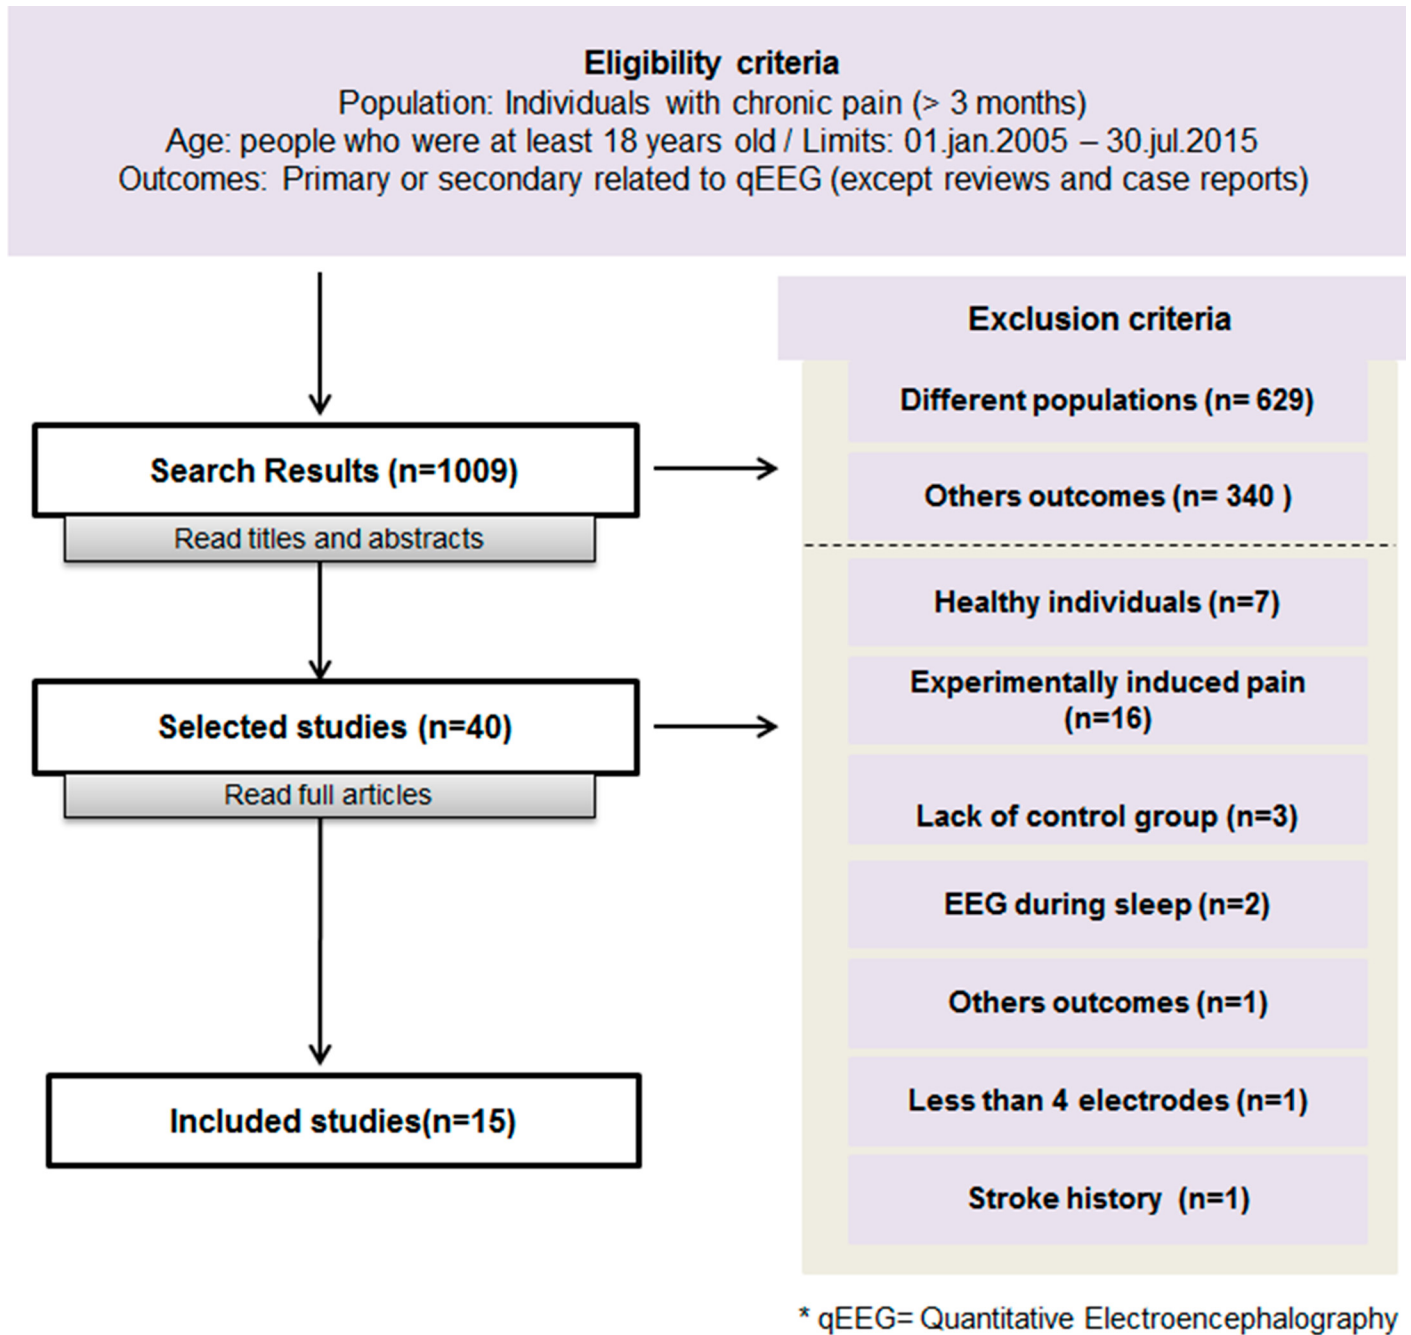 Eligibility criteria
Population: Individuals with chronic pain (> 3 months)
Age: people who were at least 18 years old / Limits: 01.jan.2005 – 30.jul.2015
Outcomes: Primary or secondary related to qEEG (except reviews and case reports)
Search Results (n=1009)
Read titles and abstracts
Selected studies (n=40)
Read full articles
Included studies(n=15)
Exclusion criteria
Different populations (n= 629)
Others outcomes (n= 340 )
Healthy individuals (n=7)
Experimentally induced pain
(n=16)
Lack of control group (n=3)
EEG during sleep (n=2)
Others outcomes (n=1)
Less than 4 electrodes (n=1)
Stroke history (n=1)
* qEEG= Quantitative Electroencephalography